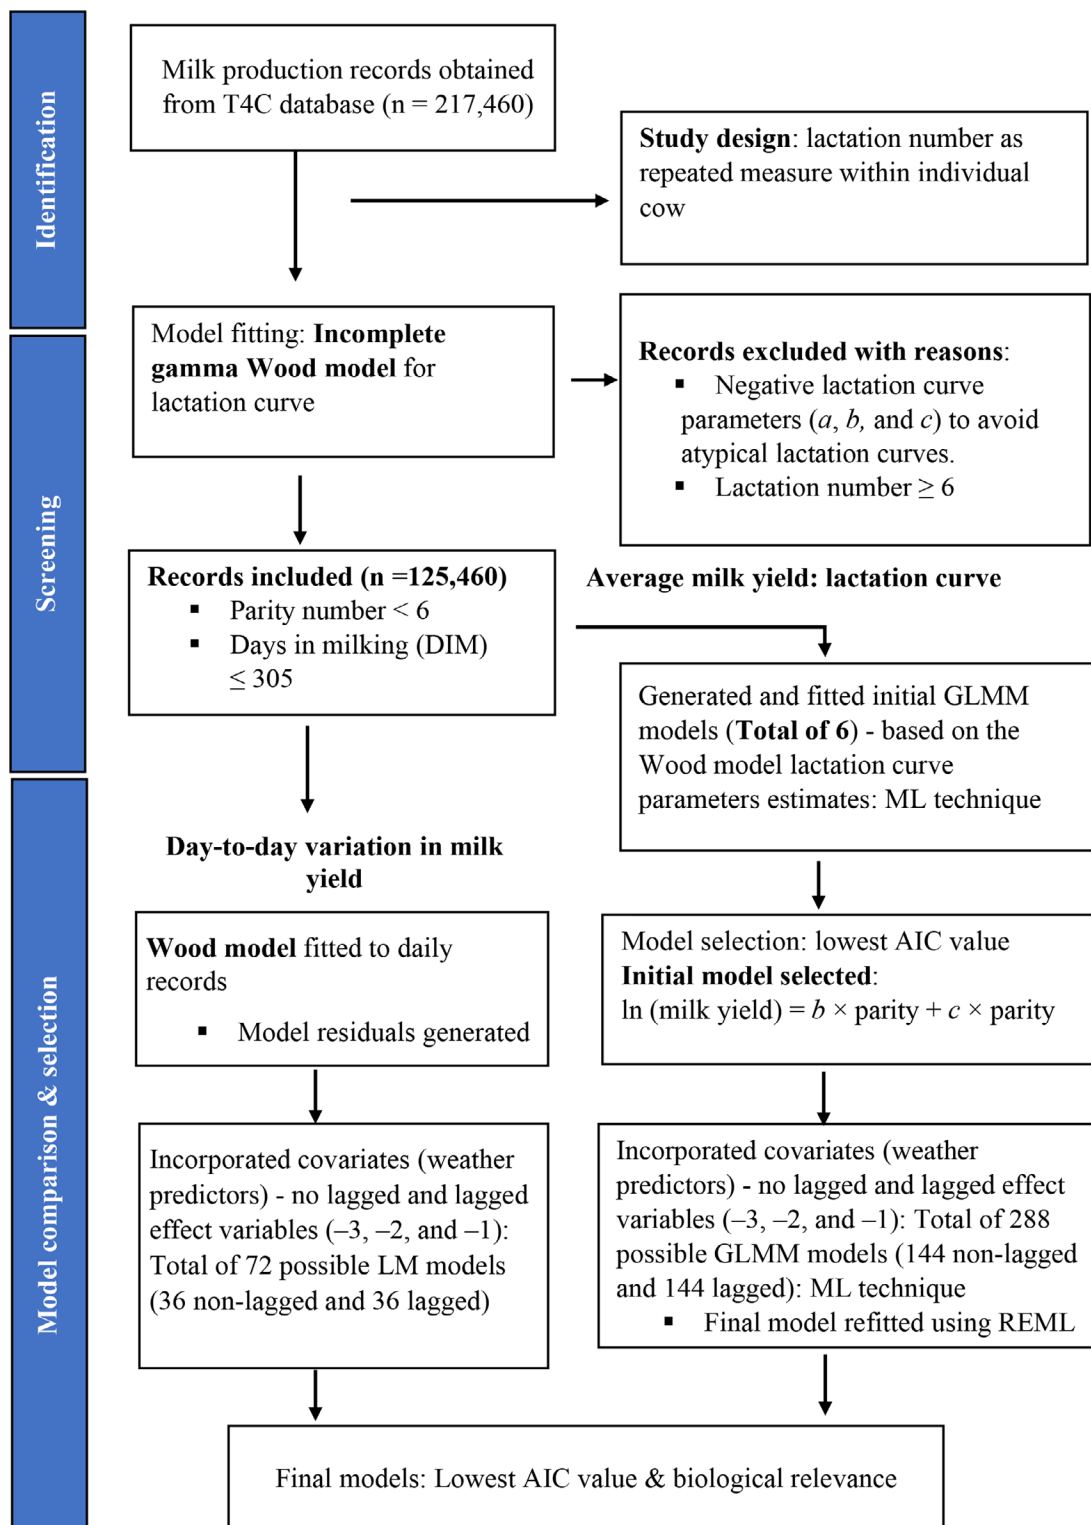 Identification
Milk production records obtained
from T4C database (n = 217,460)
Study design: lactation number as
repeated measure within individual
cow
Screening
Model fitting: Incomplete
gamma Wood model for
lactation curve
Records excluded with reasons:
▪ Negative lactation curve
parameters (a, b, and c) to avoid
atypical lactation curves.
▪ Lactation number ≥ 6
Records included (n =125,460)
▪ Parity number < 6
▪ Days in milking (DIM)
≤ 305
Average milk yield: lactation curve
Generated and fitted initial GLMM
models (Total of 6) - based on the
Wood model lactation curve
parameters estimates: ML technique
Model comparison & selection
Day-to-day variation in milk
yield
Wood model fitted to daily
records
▪ Model residuals generated
Model selection: lowest AIC value
Initial model selected:
ln (milk yield) = b × parity + c × parity
Incorporated covariates (weather
predictors) - no lagged and lagged
effect variables (–3, –2, and –1):
Total of 72 possible LM models
(36 non-lagged and 36 lagged)
Incorporated covariates (weather
predictors) - no lagged and lagged effect
variables (–3, –2, and –1): Total of 288
possible GLMM models (144 non-lagged
and 144 lagged): ML technique
▪ Final model refitted using REML
Final models: Lowest AIC value & biological relevance